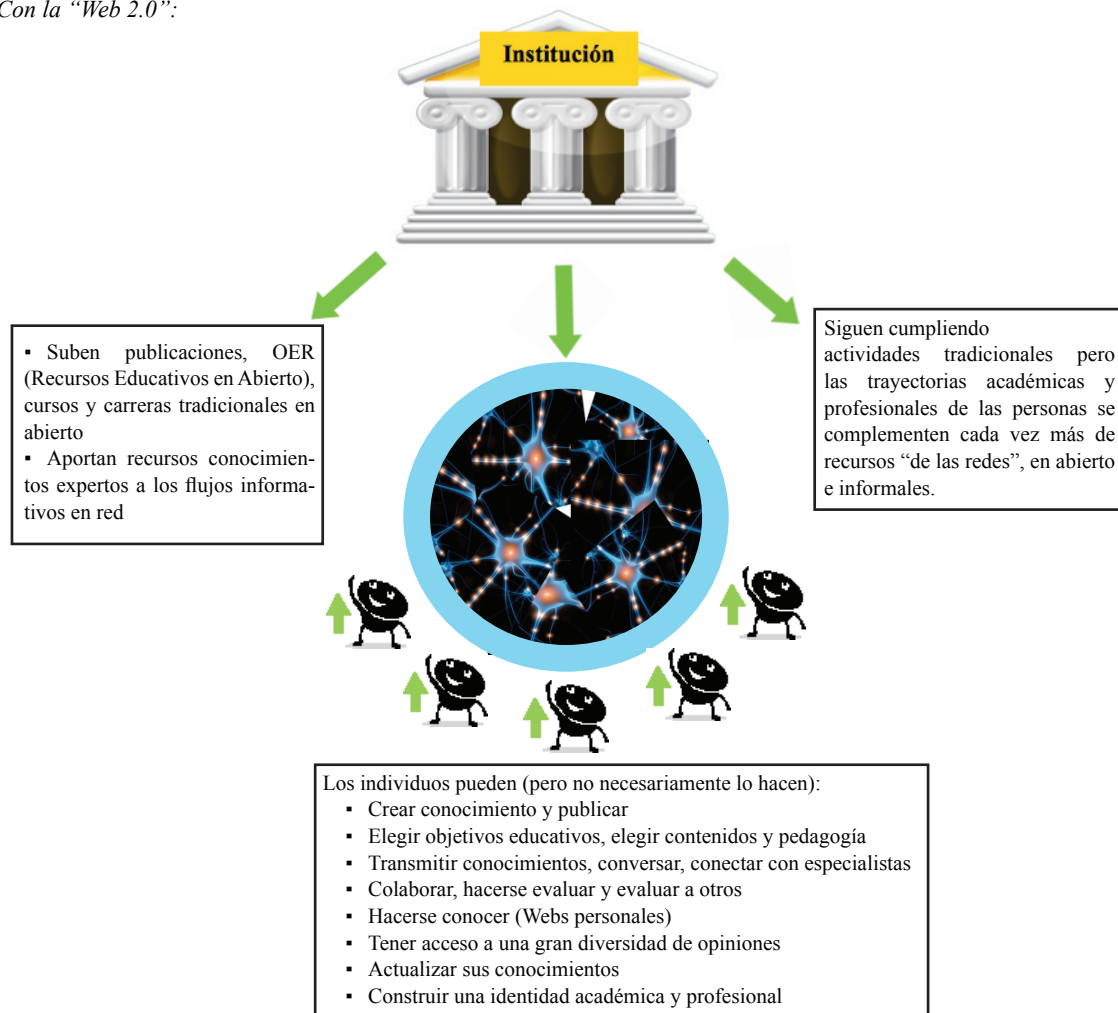 Con la “Web 2.0”:
Institución
▪ Suben publicaciones, OER
(Recursos Educativos en Abierto),
cursos y carreras tradicionales en
abierto
▪ Aportan recursos conocimien-
tos expertos a los flujos informa-
tivos en red
Siguen cumpliendo
actividades tradicionales pero
las trayectorias académicas y
profesionales de las personas se
complementen cada vez más de
recursos “de las redes”, en abierto
e informales.
Los individuos pueden (pero no necesariamente lo hacen):
▪ Crear conocimiento y publicar
▪ Elegir objetivos educativos, elegir contenidos y pedagogía
▪ Transmitir conocimientos, conversar, conectar con especialistas
▪ Colaborar, hacerse evaluar y evaluar a otros
▪ Hacerse conocer (Webs personales)
▪ Tener acceso a una gran diversidad de opiniones
▪ Actualizar sus conocimientos
▪ Construir una identidad académica y profesional